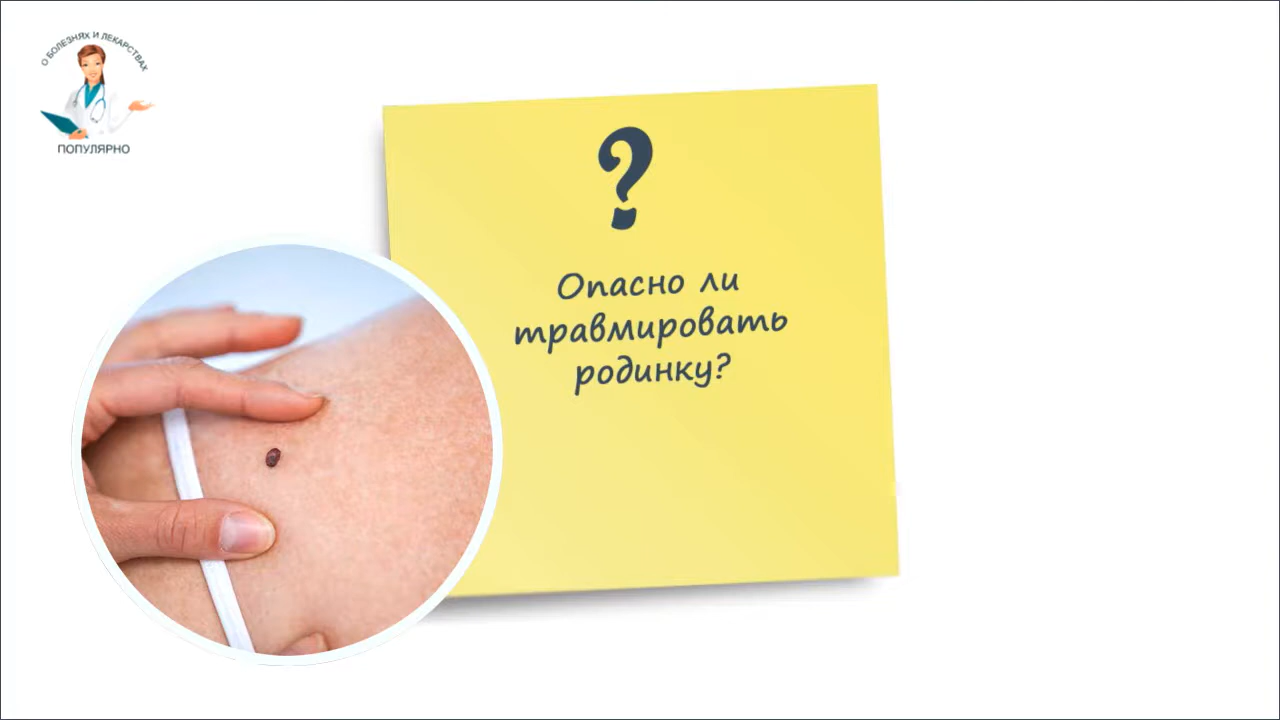 О БОЛЕЗНЯХ И ЛЕКАРСТВАХ
ПОПУЛЯРНО
?
Опасно ли
травмировать
родинку?